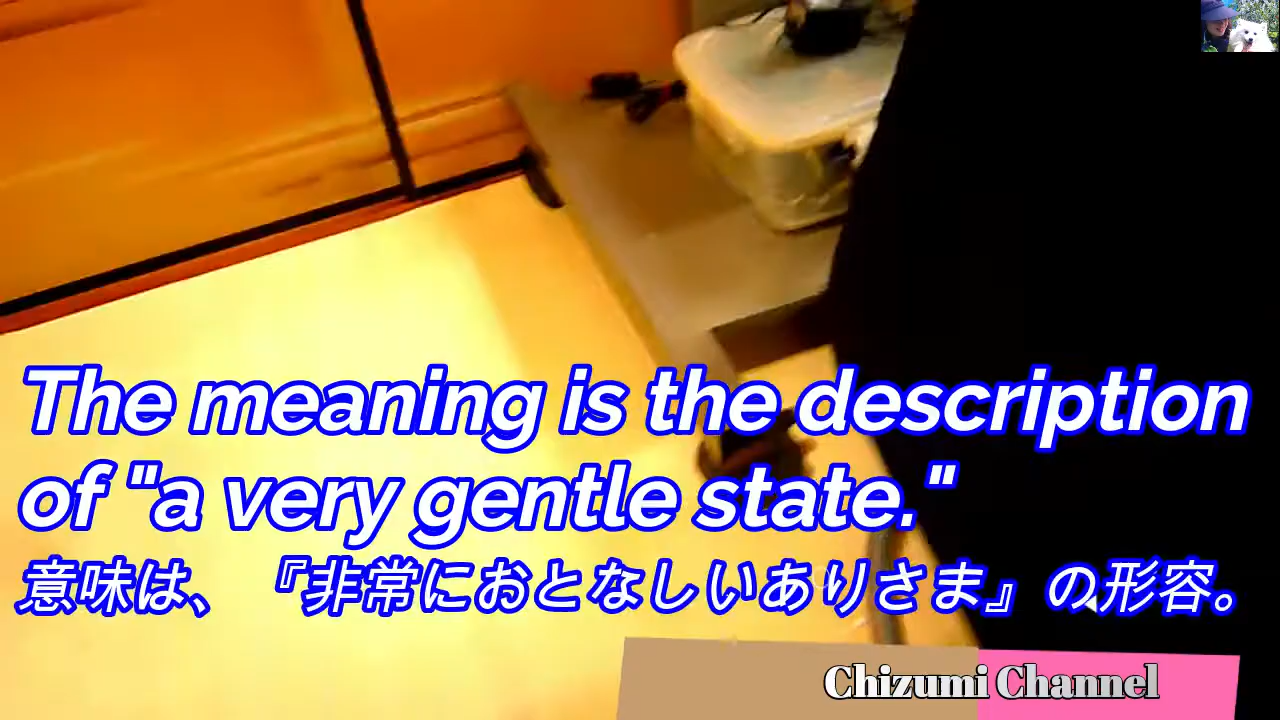 The meaning is the description
of "a very gentle state."
意味は、『非常におとなしいありさま』の形容。
Chizumi Channel